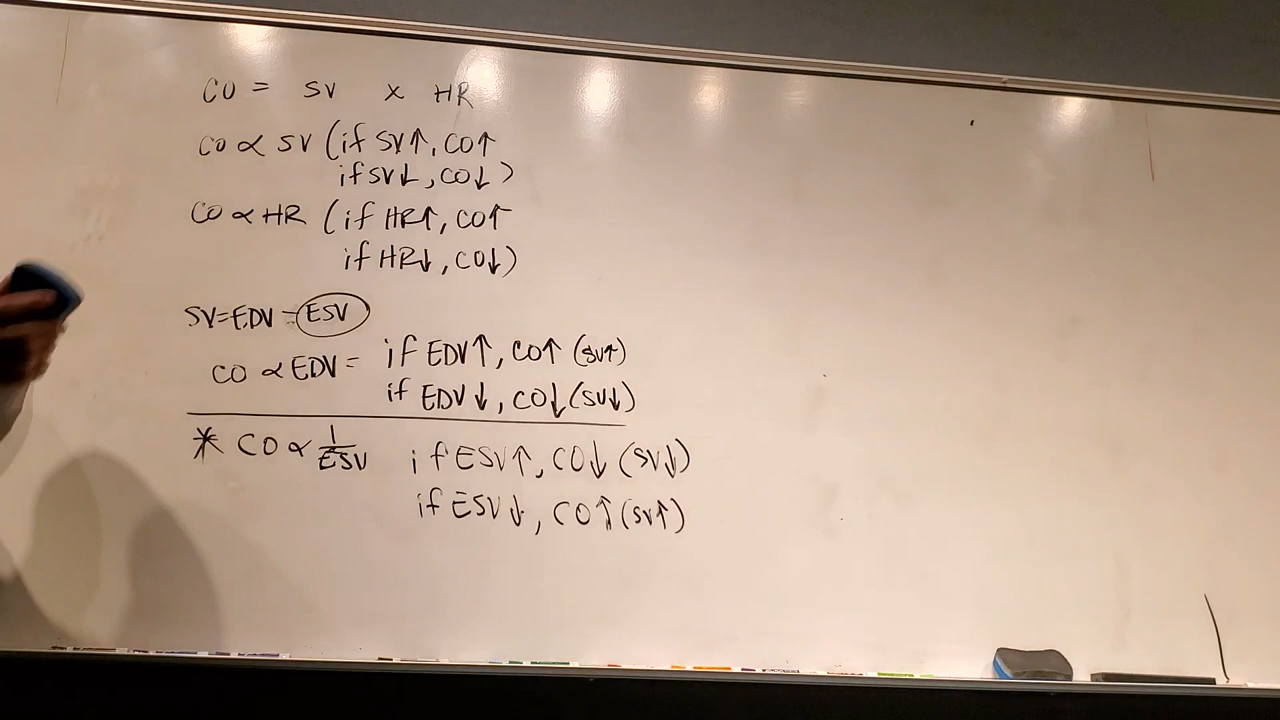 CO = SV x HR
CO ∝ SV (if SV↑, CO↑
if SV↓, CO↓)
CO ∝ HR (if HR↑, CO↑
if HR↓, CO↓)
SV=EDV - ESV
CO ∝ EDV = if EDV↑, CO↑ (SV↑)
if EDV↓, CO↓ (SV↓)
* CO ∝ 1/ESV if ESV↑, CO↓ (SV↓)
if ESV↓, CO↑ (SV↑)